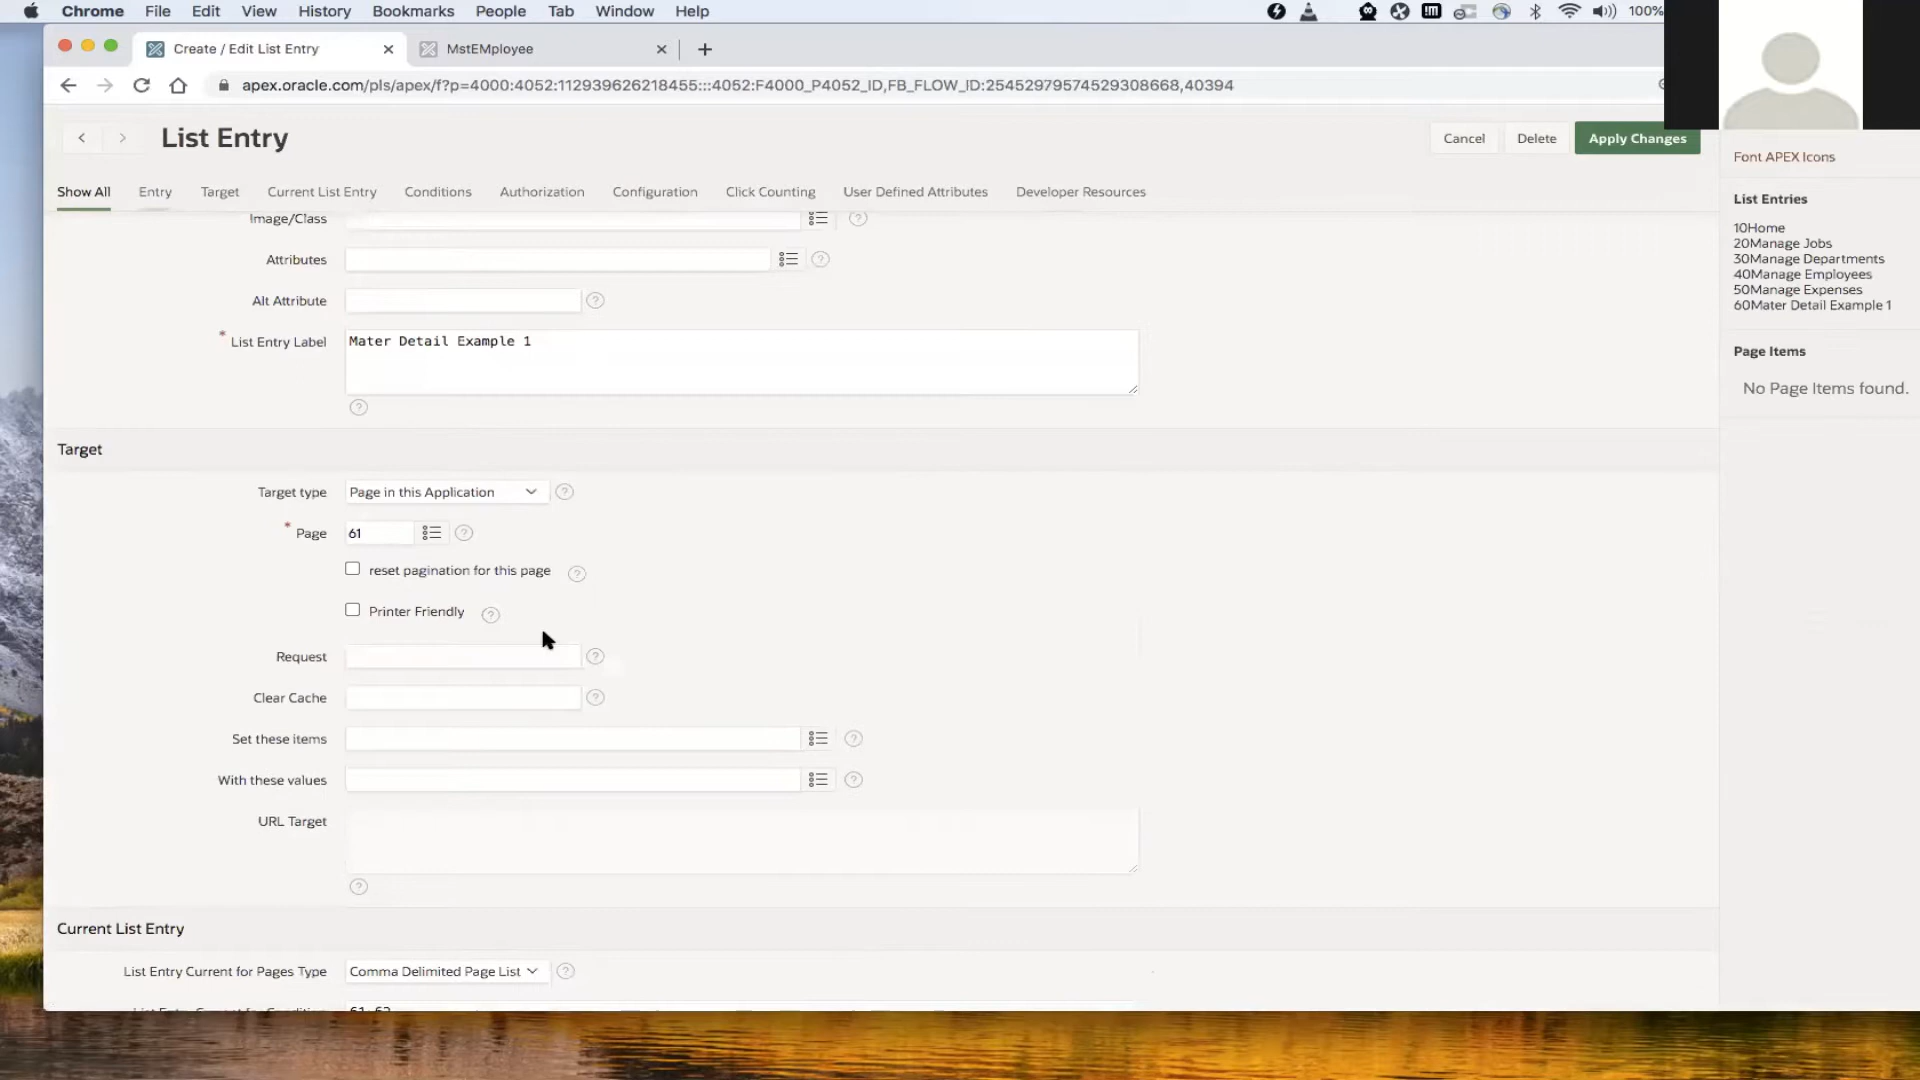 Chrome File Edit View History Bookmarks People Tab Window Help 100%
Create / Edit List Entry MstEMployee
apex.oracle.com/pls/apex/f?p=4000:4052:112939626218455:::4052:F4000_P4052_ID,FB_FLOW_ID:25452979574529308668,40394
List Entry
Cancel Delete Apply Changes
Show All Entry Target Current List Entry Conditions Authorization Configuration Click Counting User Defined Attributes Developer Resources
Image/Class
Attributes
Alt Attribute
* List Entry Label Mater Detail Example 1
Target
Target type Page in this Application
* Page 61
reset pagination for this page
Printer Friendly
Request
Clear Cache
Set these items
With these values
URL Target
Current List Entry
List Entry Current for Pages Type Comma Delimited Page List
Font APEX Icons
List Entries
10Home
20Manage Jobs
30Manage Departments
40Manage Employees
50Manage Expenses
60Mater Detail Example 1
Page Items
No Page Items found.